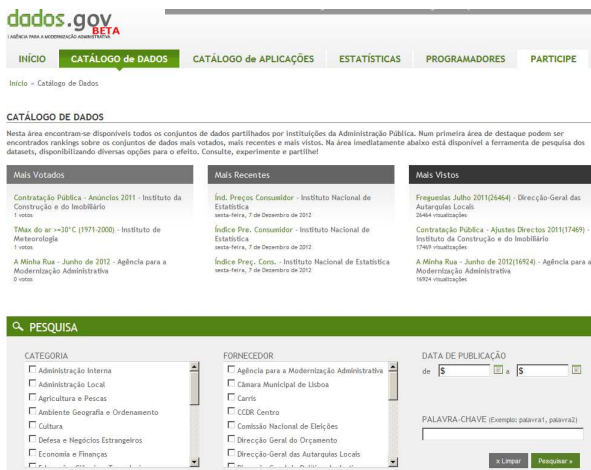 dados.gov
BETA
AGÊNCIA PARA A MODERNIZAÇÃO ADMINISTRATIVA
INÍCIO CATÁLOGO de DADOS CATÁLOGO de APLICAÇÕES ESTATÍSTICAS PROGRAMADORES PARTICIPE
Início » Catálogo de Dados
CATÁLOGO DE DADOS
Nesta área encontram-se disponíveis todos os conjuntos de dados partilhados por instituições da Administração Pública. Num primeira área de destaque podem ser
encontrados rankings sobre os conjuntos de dados mais votados, mais recentes e mais vistos. Na área imediatamente abaixo está disponível a ferramenta de pesquisa dos
datasets, disponibilizando diversas opções para o efeito. Consulte, experimente e partilhe!
Mais Votados
Contratação Pública - Anúncios 2011 - Instituto da
Construção e do Imobiliário
1 votos
TMax do ar >=30°C (1971-2000) - Instituto de
Meteorologia
1 votos
A Minha Rua - Junho de 2012 - Agência para a
Modernização Administrativa
0 votos
Mais Recentes
Índ. Preços Consumidor - Instituto Nacional de
Estatística
sexta-feira, 7 de Dezembro de 2012
Índice Pre. Consumidor - Instituto Nacional de
Estatística
sexta-feira, 7 de Dezembro de 2012
Índice Preç. Cons. - Instituto Nacional de Estatística
sexta-feira, 7 de Dezembro de 2012
Mais Vistos
Freguesias Julho 2011(26464) - Direcção-Geral das
Autarquias Locais
26464 visualizações
Contratação Pública - Ajustes Directos 2011(17469) -
Instituto da Construção e do Imobiliário
17469 visualizações
A Minha Rua - Junho de 2012(16924) - Agência para a
Modernização Administrativa
16924 visualizações
PESQUISA
CATEGORIA
Administração Interna
Administração Local
Agricultura e Pescas
Ambiente Geografia e Ordenamento
Cultura
Defesa e Negócios Estrangeiros
Economia e Finanças
FORNECEDOR
Agência para a Modernização Administrativa
Câmara Municipal de Lisboa
Carris
CCDR Centro
Comissão Nacional de Eleições
Direcção Geral do Orçamento
Direcção-Geral das Autarquias Locais
DATA DE PUBLICAÇÃO
de $ a $
PALAVRA-CHAVE (Exemplo: palavra1, palavra2)
x Limpar Pesquisar »